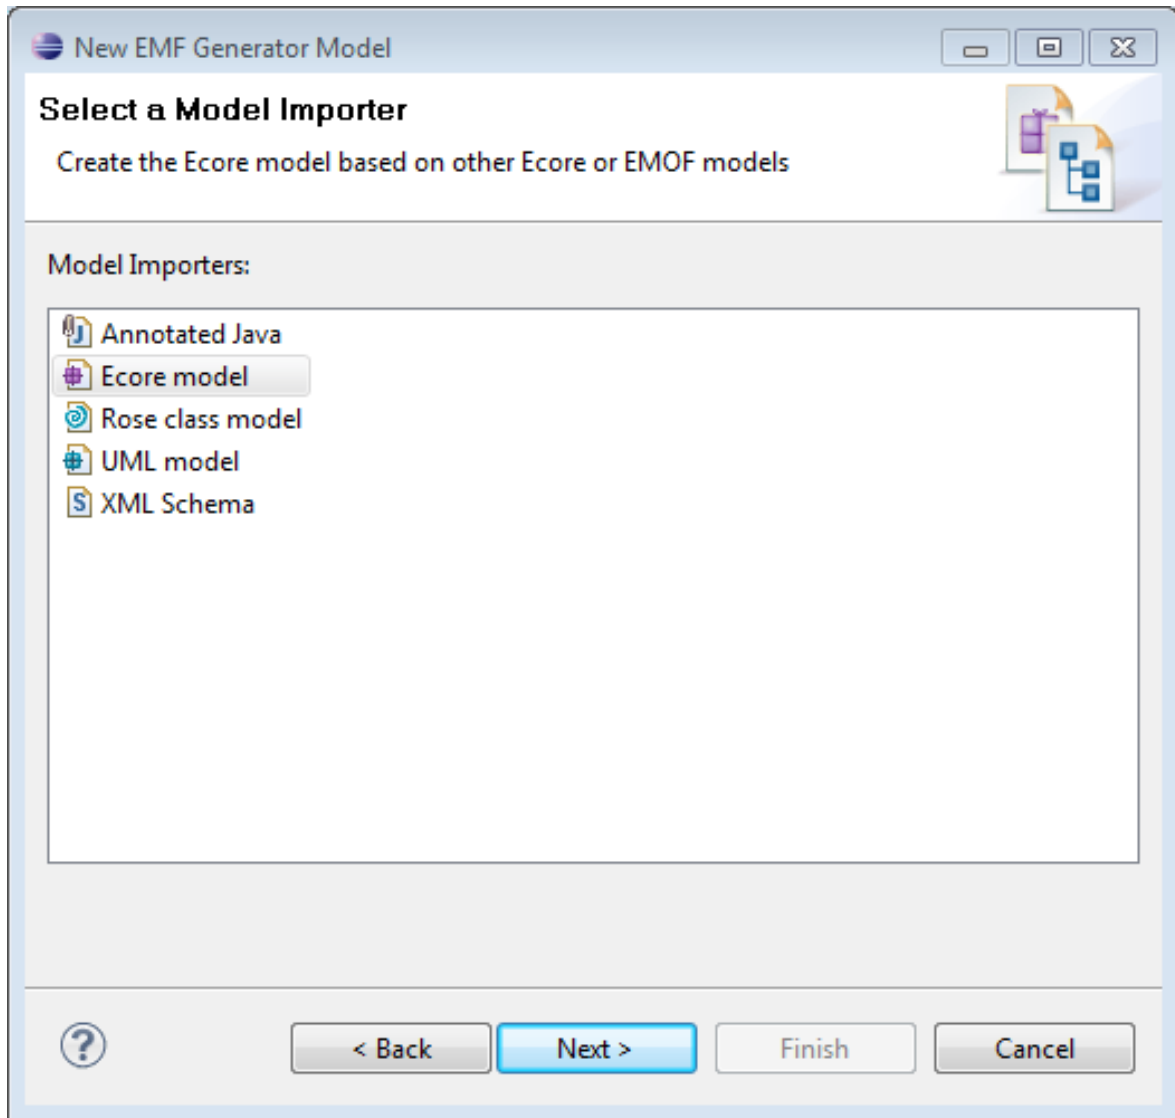 New EMF Generator Model
Select a Model Importer
Create the Ecore model based on other Ecore or EMOF models
Model Importers:
Annotated Java
Ecore model
Rose class model
UML model
XML Schema
< Back Next > Finish Cancel